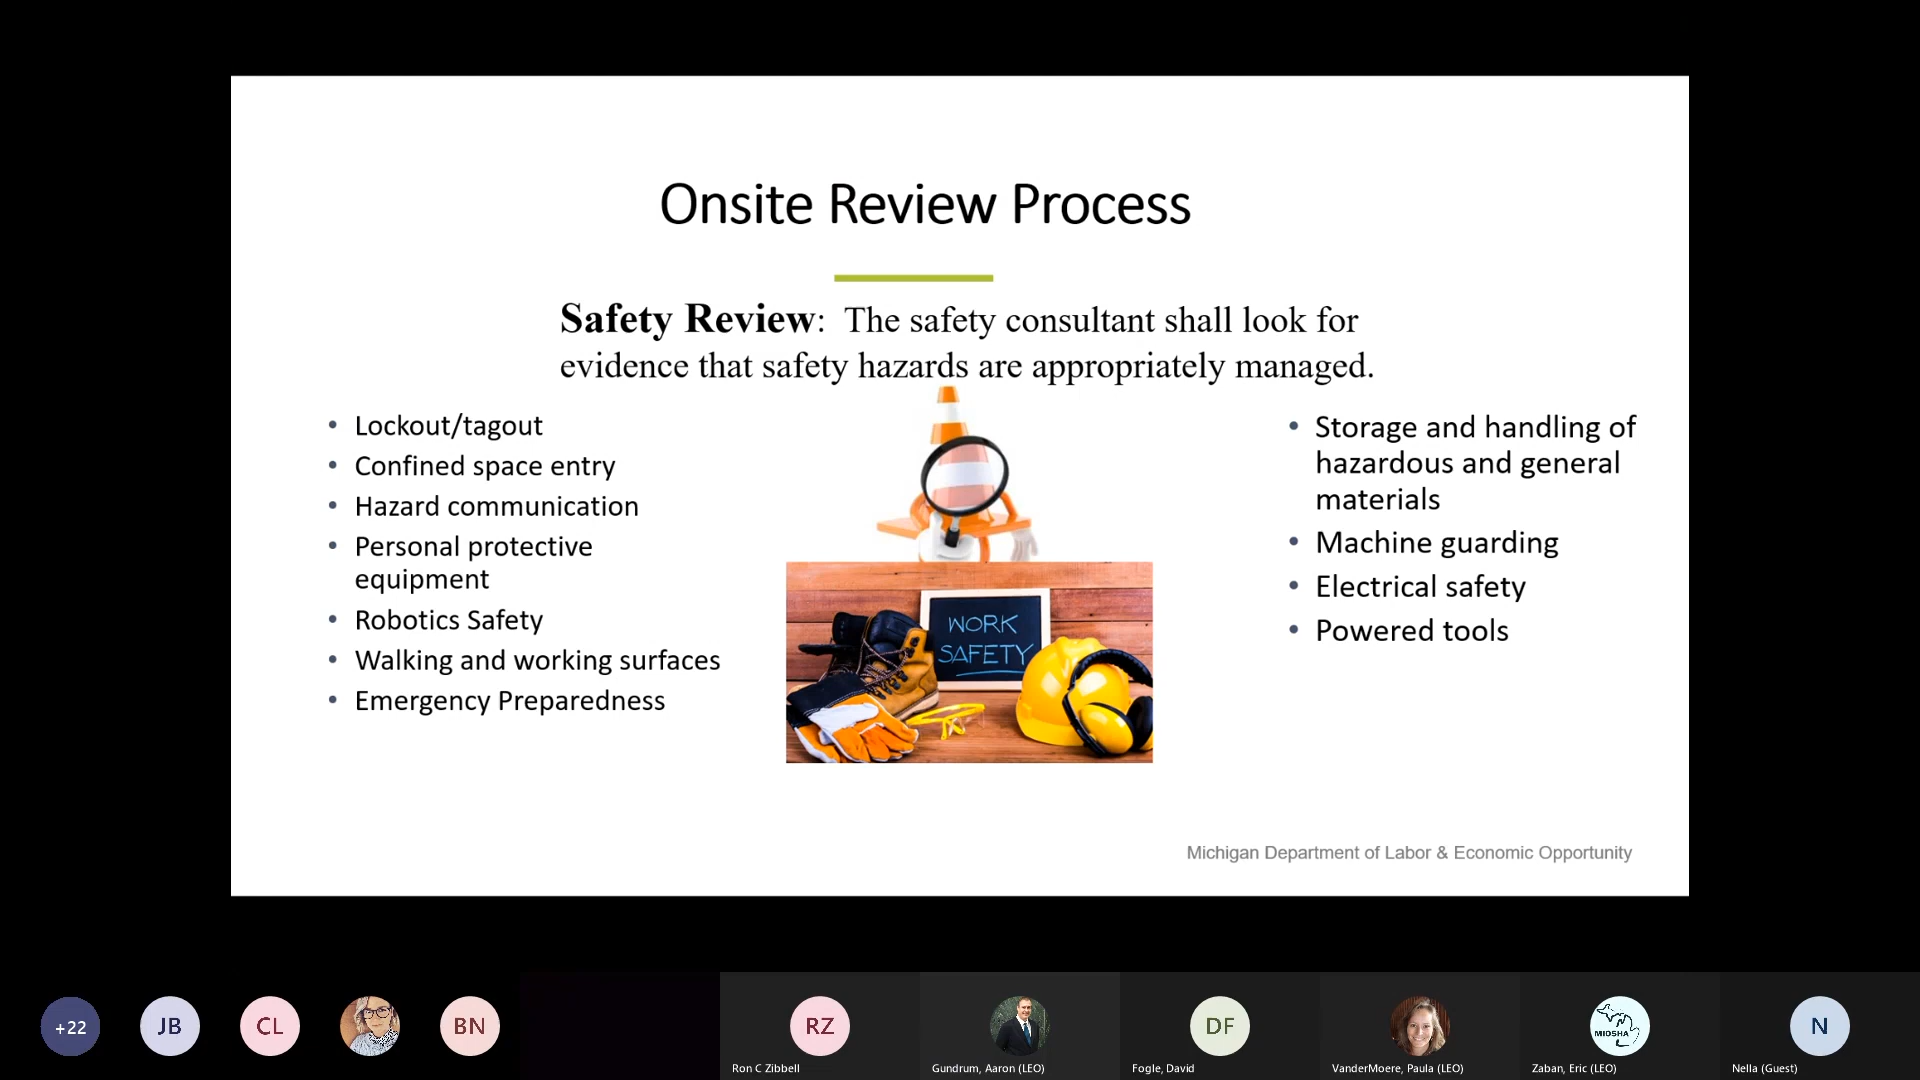 Onsite Review Process
Safety Review:  The safety consultant shall look for
evidence that safety hazards are appropriately managed.
• Lockout/tagout
• Confined space entry
• Hazard communication
• Personal protective
equipment
• Robotics Safety
• Walking and working surfaces
• Emergency Preparedness
WORK
SAFETY
• Storage and handling of
hazardous and general
materials
• Machine guarding
• Electrical safety
• Powered tools
Michigan Department of Labor & Economic Opportunity
+22
JB
CL
BN
RZ
Ron C Zibbell
Gundrum, Aaron (LEO)
DF
Fogle, David
VanderMoere, Paula (LEO)
MIOSHA
Zaban, Eric (LEO)
N
Nella (Guest)